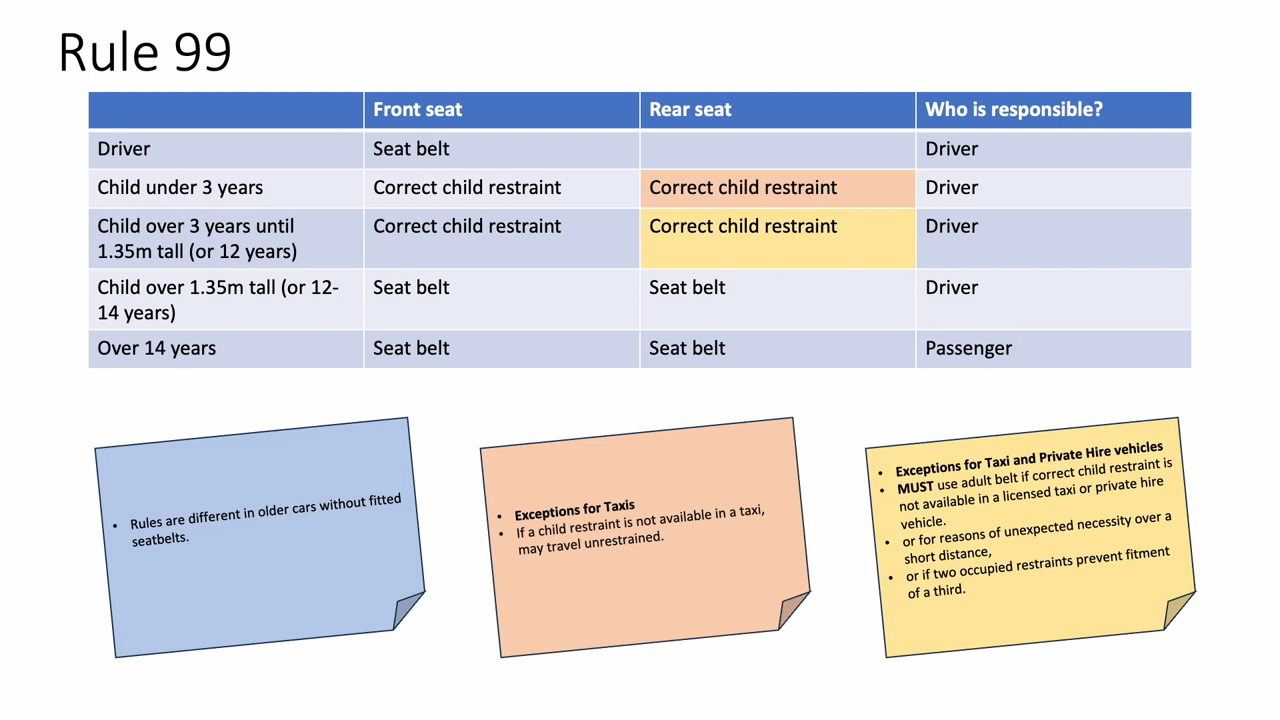 Rule 99
Front seat
Rear seat
Who is responsible?
Driver
Seat belt
Driver
Child under 3 years
Correct child restraint
Correct child restraint
Driver
Child over 3 years until
1.35m tall (or 12 years)
Correct child restraint
Correct child restraint
Driver
Child over 1.35m tall (or 12-
14 years)
Seat belt
Seat belt
Driver
Over 14 years
Seat belt
Seat belt
Passenger
• Rules are different in older cars without fitted
seatbelts.
• Exceptions for Taxis
• If a child restraint is not available in a taxi,
may travel unrestrained.
• Exceptions for Taxi and Private Hire vehicles
• MUST use adult belt if correct child restraint is
not available in a licensed taxi or private hire
vehicle.
• or for reasons of unexpected necessity over a
short distance,
• or if two occupied restraints prevent fitment
of a third.